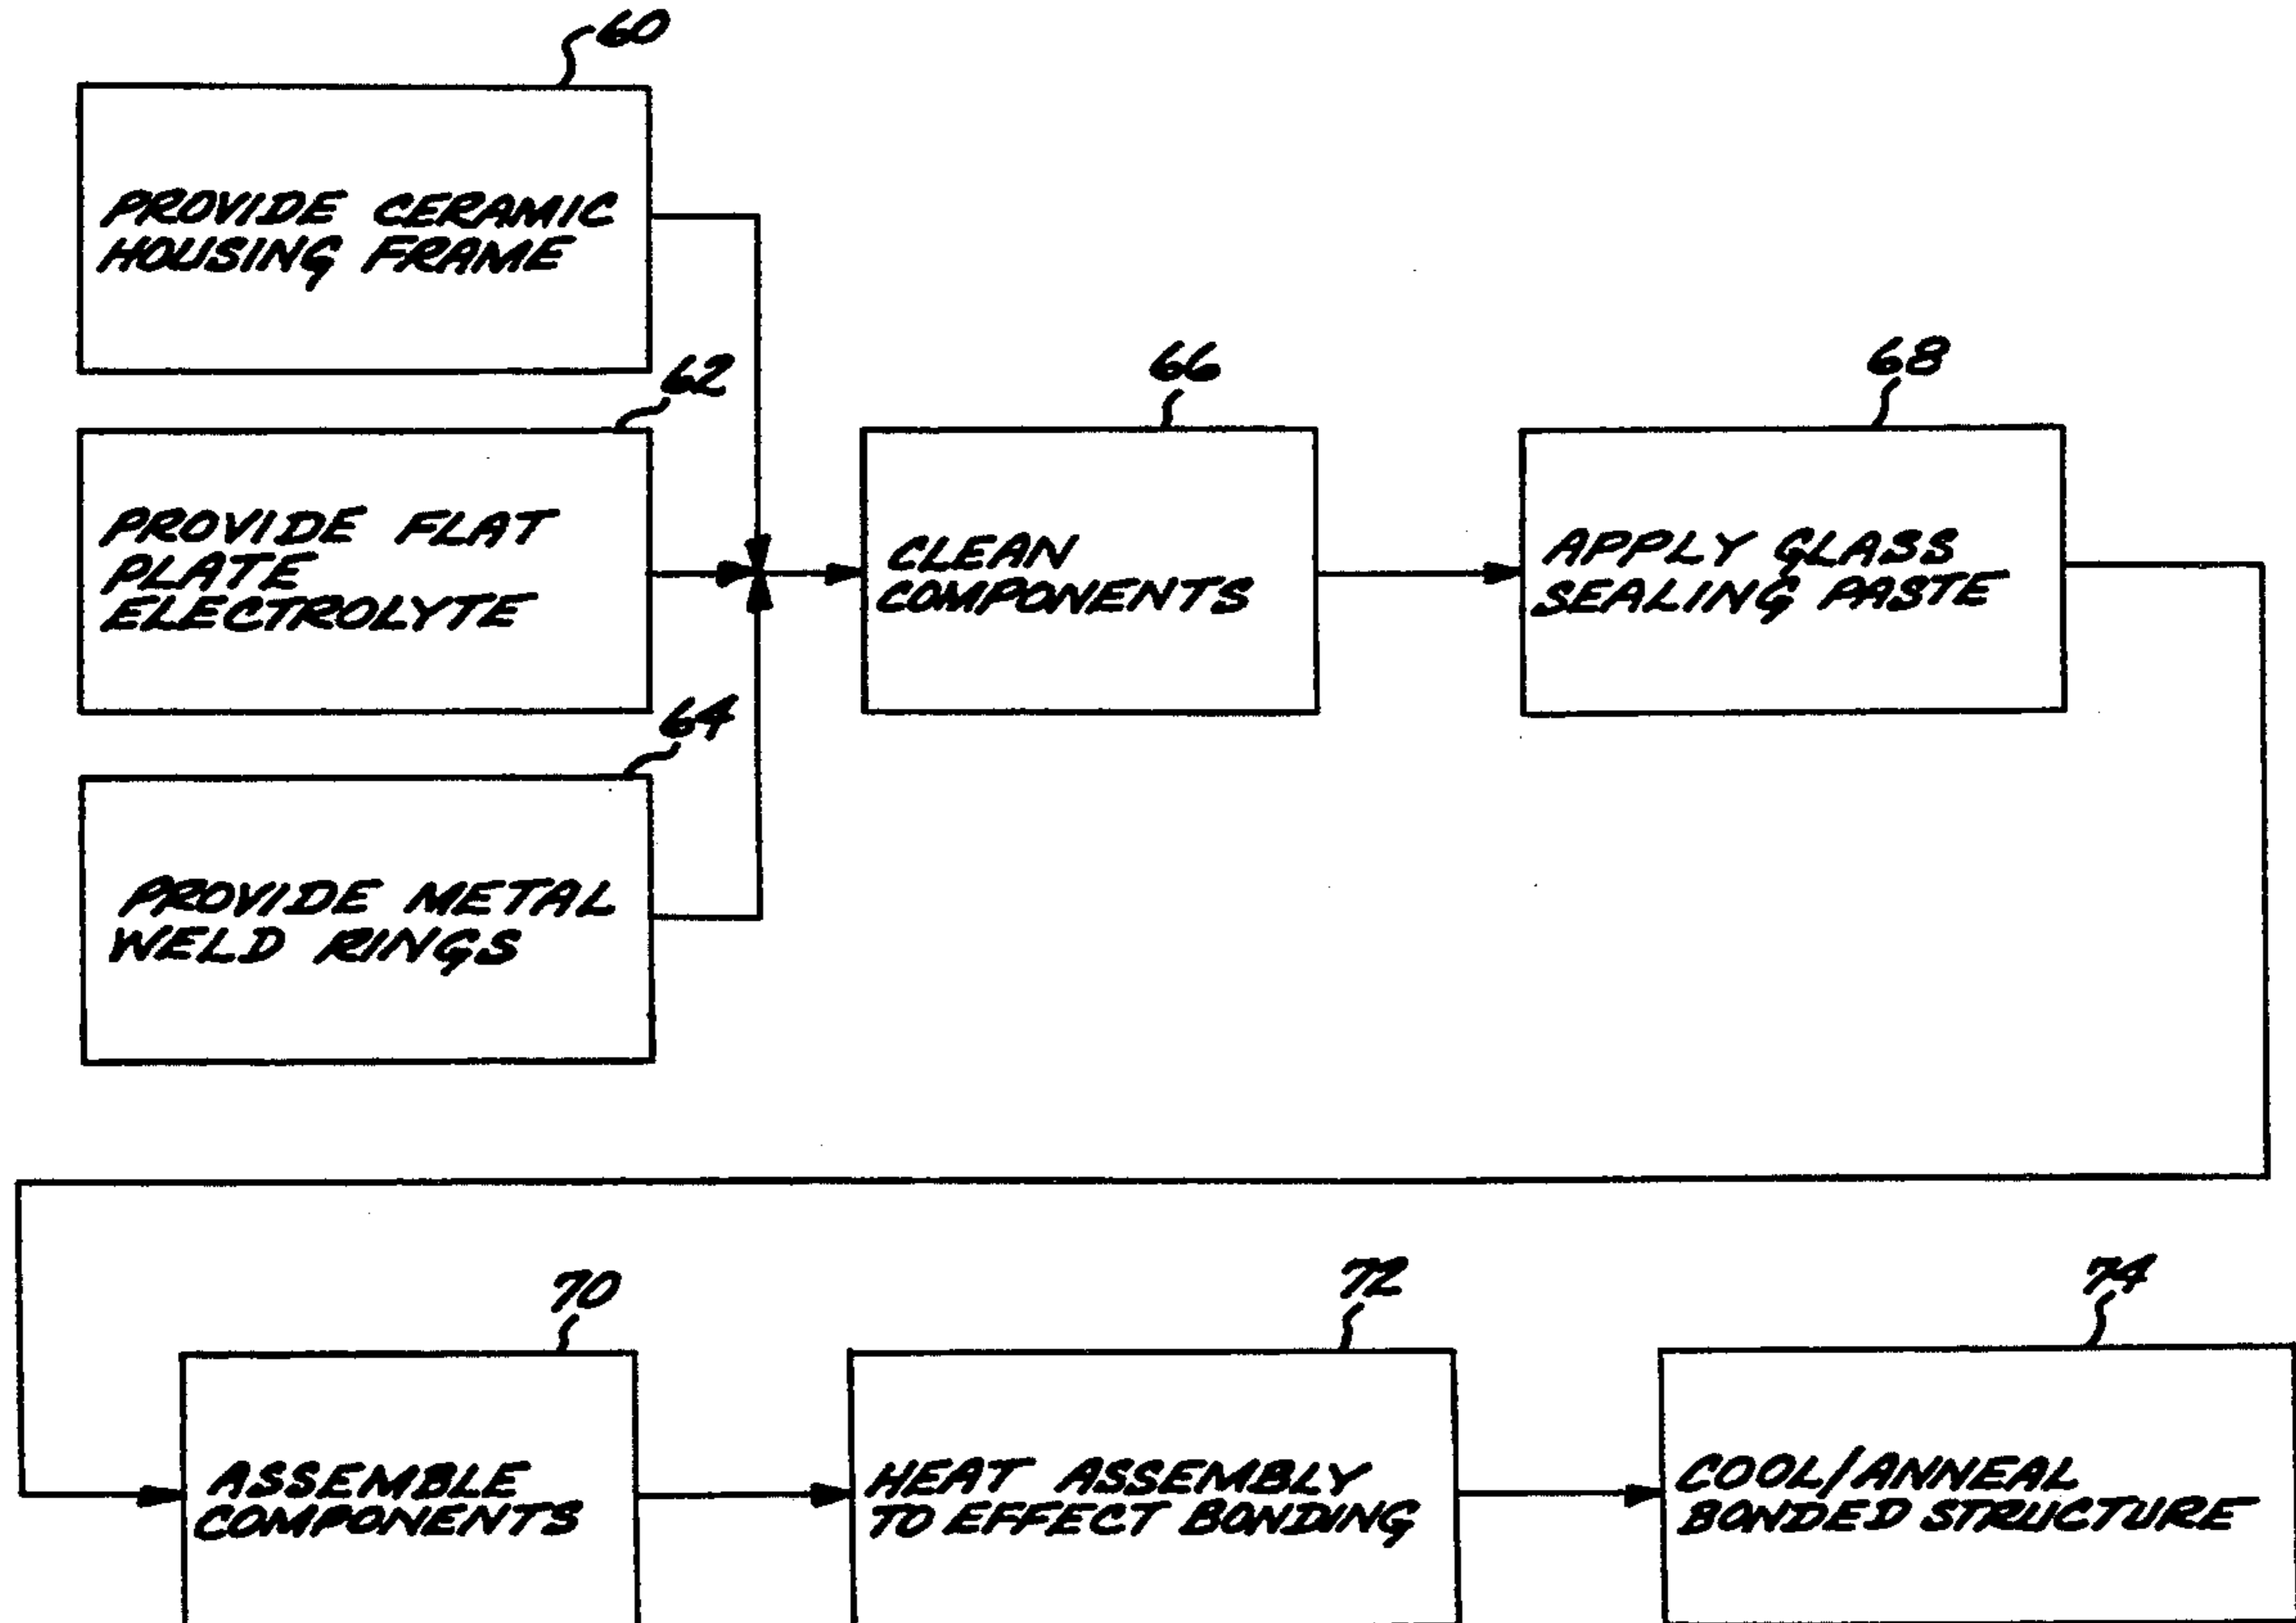 60
PROVIDE CERAMIC
HOUSING FRAME
62
PROVIDE FLAT
PLATE
ELECTROLYTE
64
PROVIDE METAL
WELD RINGS
66
CLEAN
COMPONENTS
68
APPLY GLASS
SEALING PASTE
70
ASSEMBLE
COMPONENTS
72
HEAT ASSEMBLY
TO EFFECT BONDING
74
COOL/ANNEAL
BONDED STRUCTURE